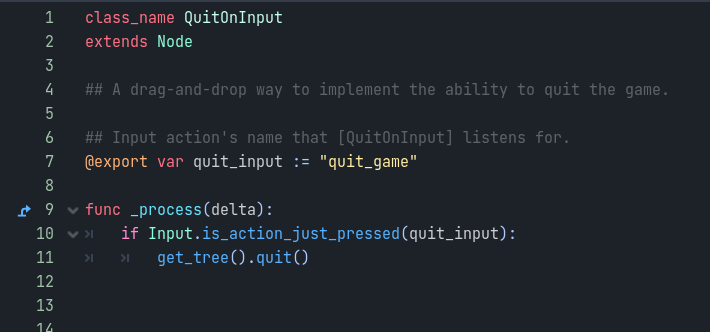 1 class_name QuitOnInput
2 extends Node
3
4 ## A drag-and-drop way to implement the ability to quit the game.
5
6 ## Input action's name that [QuitOnInput] listens for.
7 @export var quit_input := "quit_game"
8
9 func _process(delta):
10 if Input.is_action_just_pressed(quit_input):
11 get_tree().quit()
12
13
14